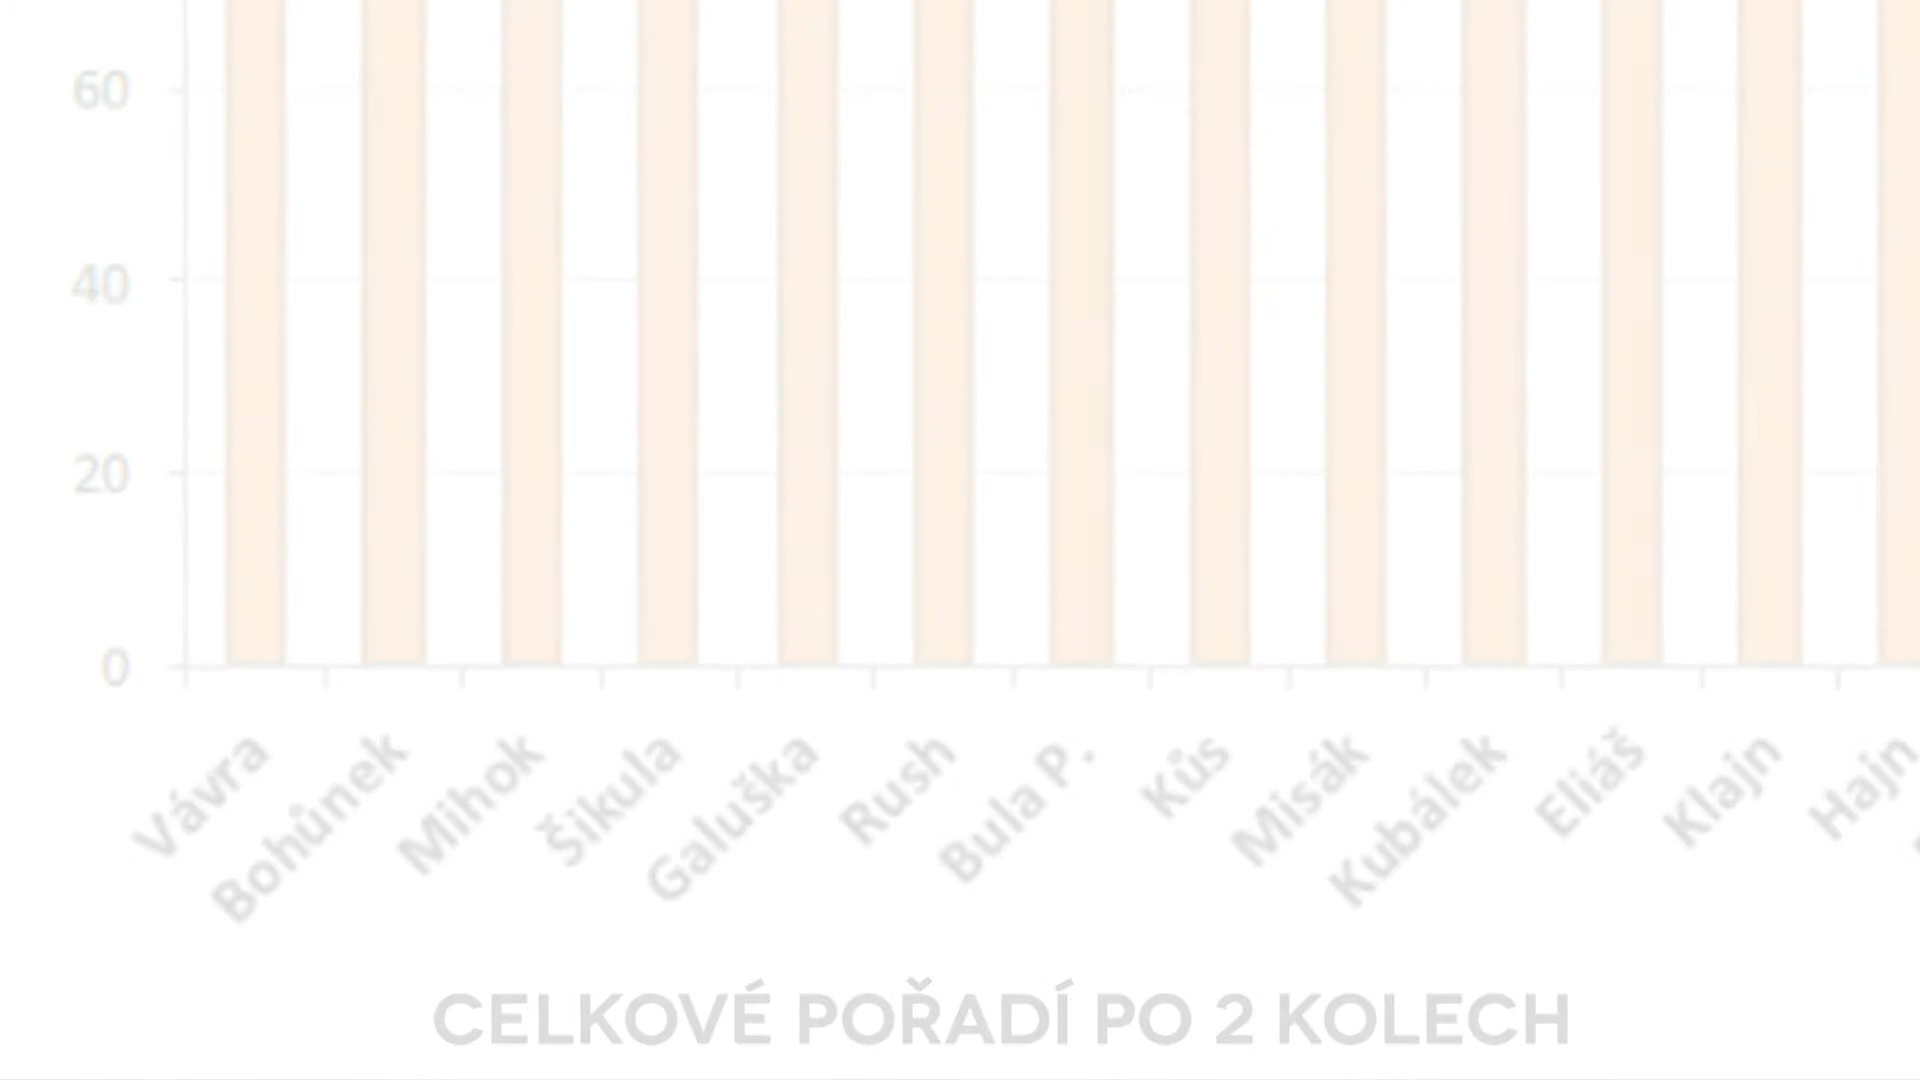 60
40
20
0
Vávra
Bohůnek
Mihok
Šikula
Galuška
Rush
Bula P.
Kůs
Misák
Kubálek
Eliáš
Klajn
Hajn
CELKOVÉ POŘADÍ PO 2 KOLECH